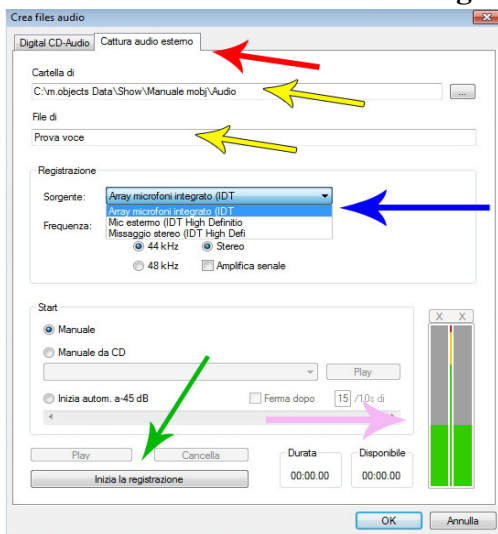 g
Crea files audio
Digital CD-Audio Cattura audio esterno
Cartella di
C:\m.objects Data\Show\Manuale mobj\Audio ...
File di
Prova voce
Registrazione
Sorgente: Array microfoni integrato (IDT
Array microfoni integrato (IDT
Mic esterno (IDT High Definitio
Frequenza:
Missaggio stereo (IDT High Defi
44 kHz Stereo
48 kHz Amplifica senale
Start
X X
Manuale
Manuale da CD
Play
Inizia autom. a-45 dB Ferma dopo 15 /10s di
Play Cancella Durata Disponibile
Inizia la registrazione 00:00.00 00:00.00
OK Annulla